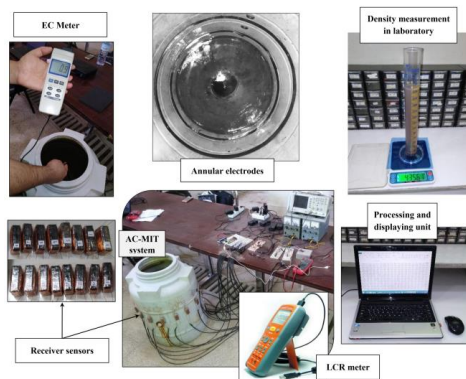 EC Meter
Density measurement
in laboratory
Annular electrodes
AC-MIT
system
Processing and
displaying unit
Receiver sensors
LCR meter